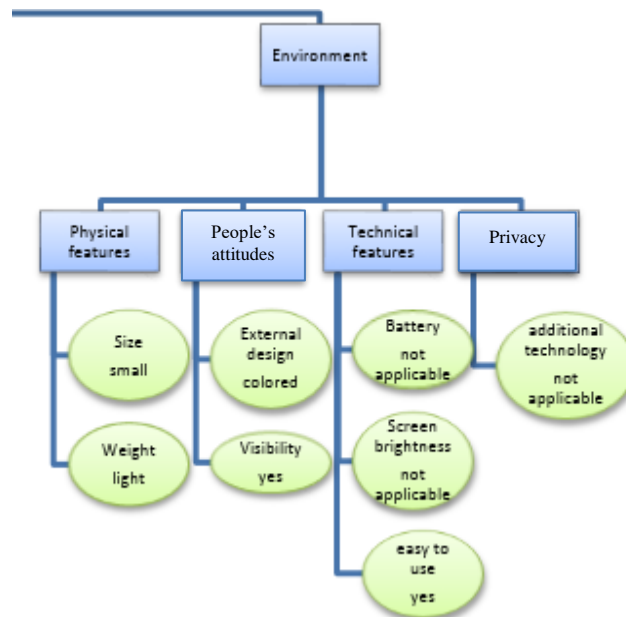 Environment
Physical
features
People's
attitudes
Technical
features
Privacy
Size
small
Weight
light
External
design
colored
Visibility
yes
Battery
not
applicable
Screen
brightness
not
applicable
easy to
use
yes
additional
technology
not
applicable